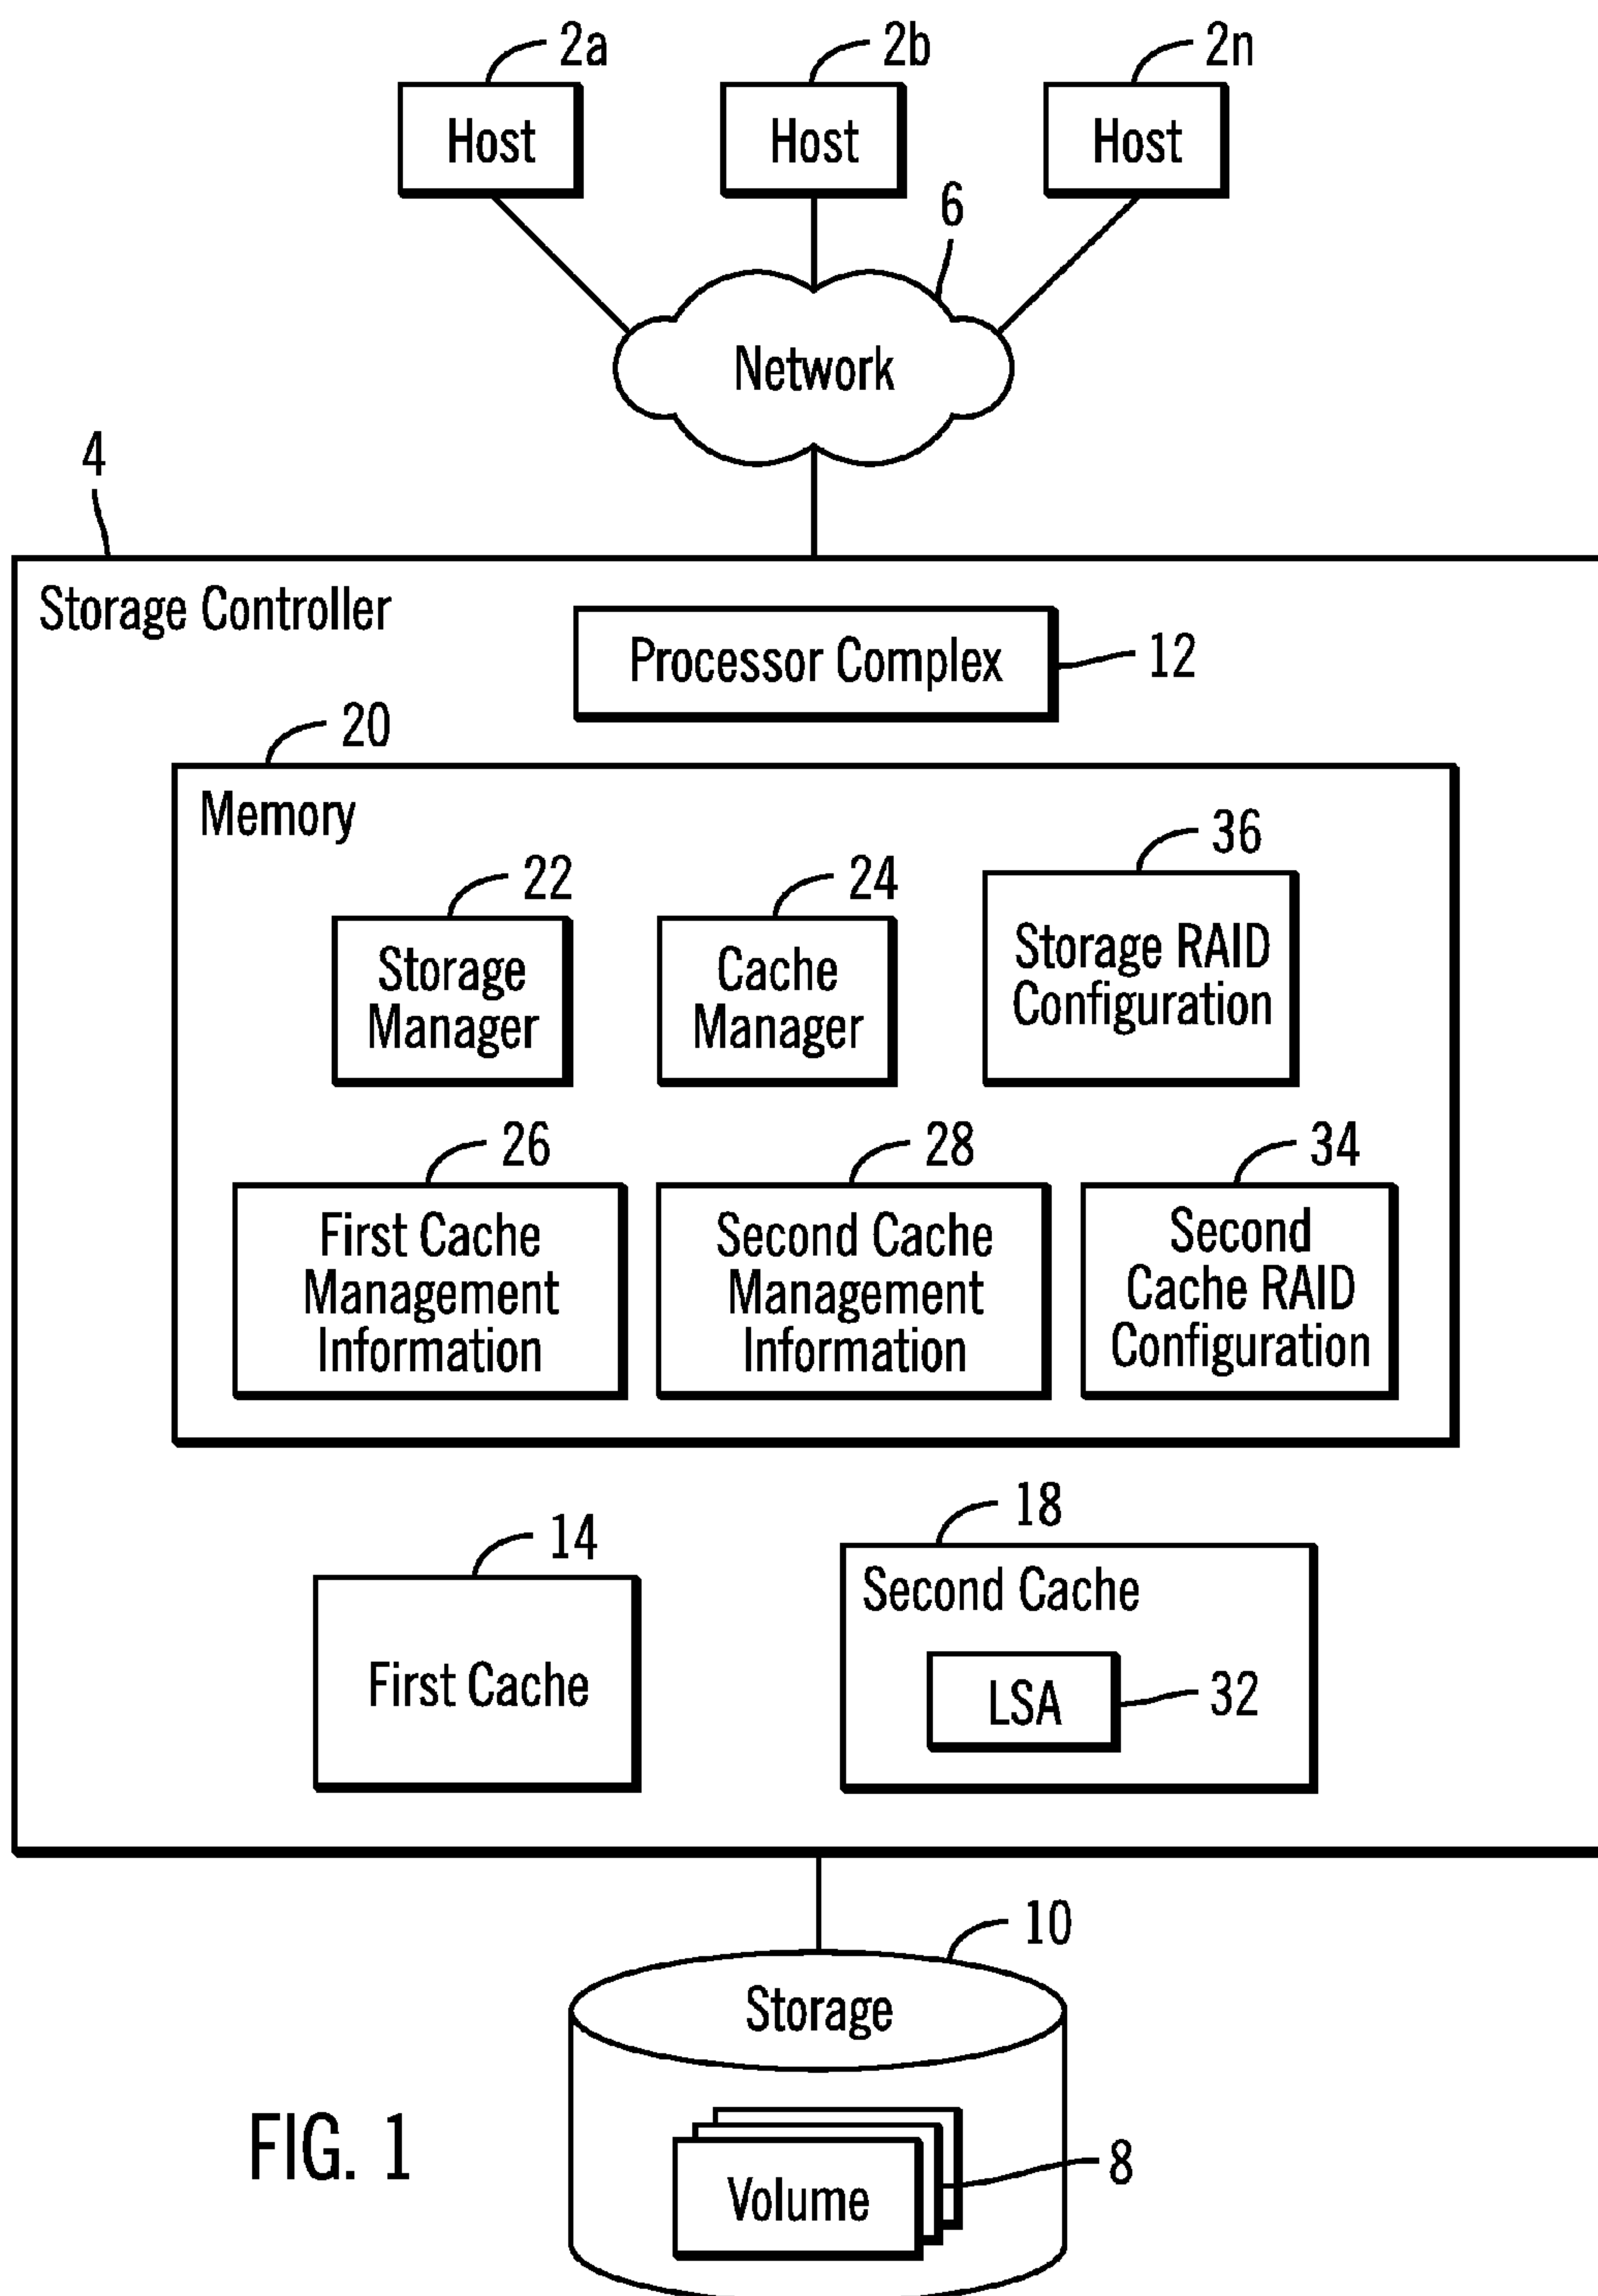 2a
2b
2n
Host
Host
Host
6
Network
4
Storage Controller
Processor Complex
12
20
Memory
36
22
24
Storage RAID
Configuration
Storage
Manager
Cache
Manager
26
28
34
First Cache
Management
Information
Second Cache
Management
Information
Second
Cache RAID
Configuration
18
14
Second Cache
First Cache
LSA
32
10
Storage
FIG. 1
Volume
8